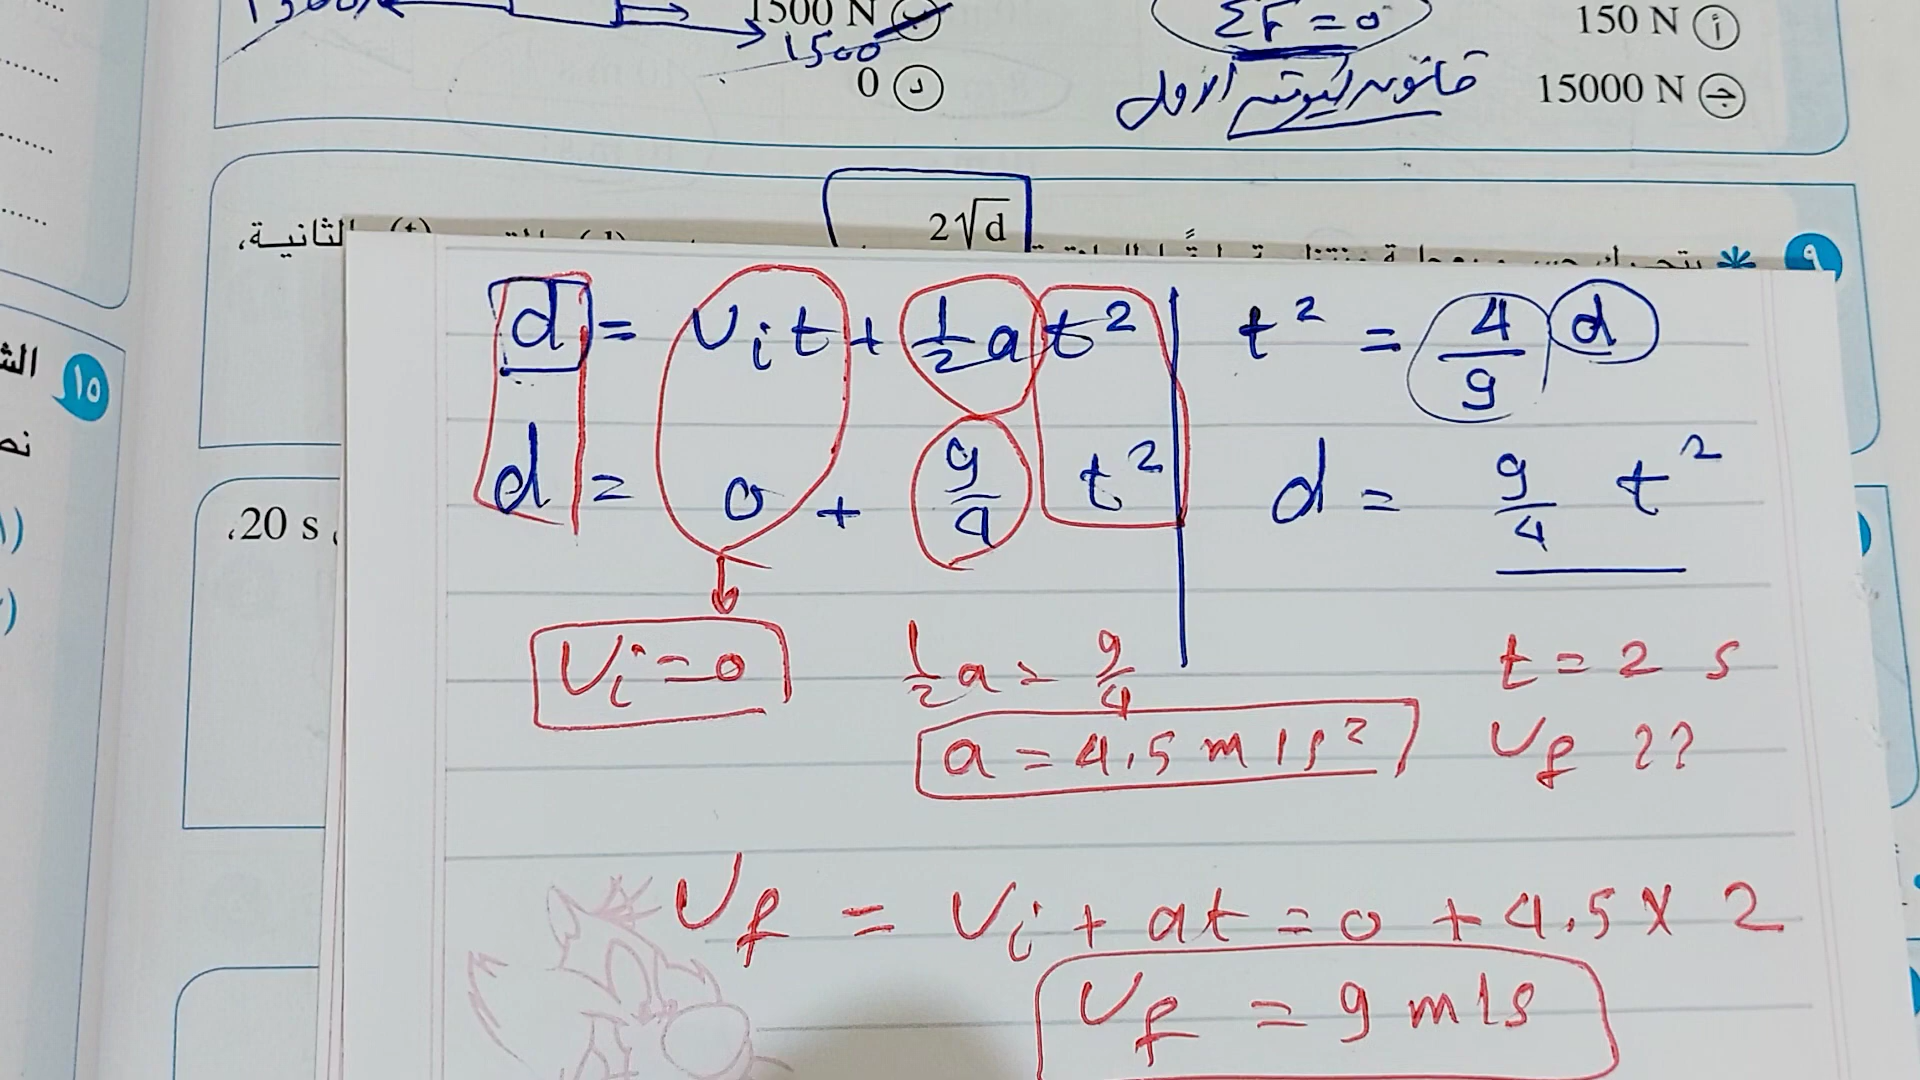 150 N أ
1500 N ب
1500
ΣF = 0
15000 N ج
0 د
قانون نيوتن الأول
٩
* يتحرك
2√d
(t)
الثانية،
d = Vit + ½at² | t² = 4/9 d
d = 0 + 9/4 t² | d = 9/4 t²
Vi = 0
½a = 9/4
t = 2 s
a = 4.5 m/s²
Vf ??
Vf = Vi + at = 0 + 4.5 × 2
Vf = 9 m/s
20 s،
١٥